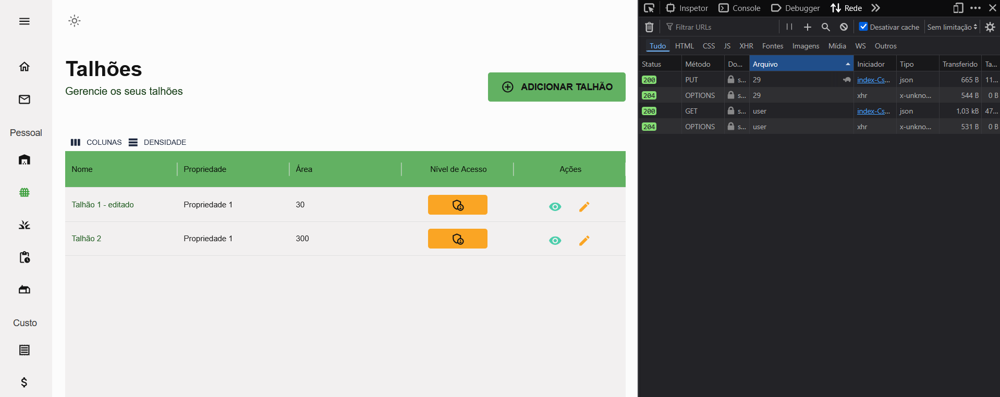 Pessoal
Custo
Talhões
Gerencie os seus talhões
ADICIONAR TALHÃO
COLUNAS DENSIDADE
Nome Propriedade Área Nível de Acesso Ações
Talhão 1 - editado Propriedade 1 30
Talhão 2 Propriedade 1 300
Inspetor Console Debugger Rede
Filtrar URLs Desativar cache Sem limitação
Tudo HTML CSS JS XHR Fontes Imagens Mídia WS Outros
Status Método Do... Arquivo Iniciador Tipo Transferido Ta...
200 PUT s... 29 index-Cs... json 665 B 11...
204 OPTIONS s... 29 xhr x-unkno... 544 B 0 B
200 GET s... user index-Cs... json 1,03 kB 47...
204 OPTIONS s... user xhr x-unkno... 531 B 0 B